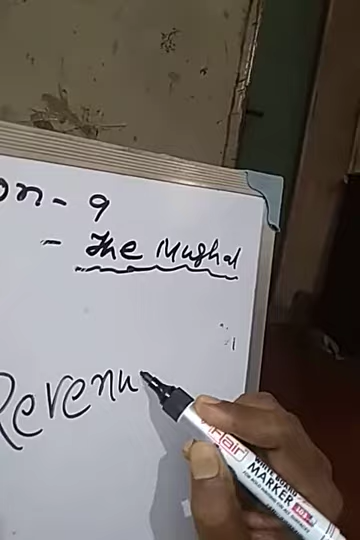 on - 9
- The Mughal
Revenu
Flair
WHITE BOARD
MARKER